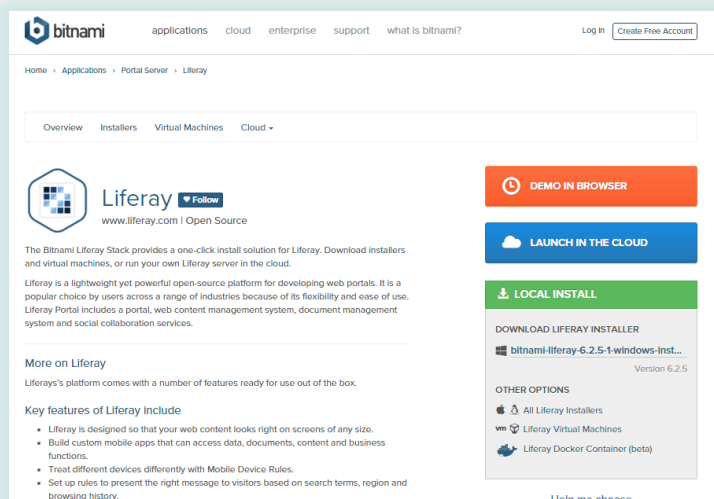 bitnami
applications cloud enterprise support what is bitnami?
Log In Create Free Account
Home › Applications › Portal Server › Liferay
Overview Installers Virtual Machines Cloud
Liferay Follow
www.liferay.com | Open Source
The Bitnami Liferay Stack provides a one-click install solution for Liferay. Download installers
and virtual machines, or run your own Liferay server in the cloud.
Liferay is a lightweight yet powerful open-source platform for developing web portals. It is a
popular choice by users across a range of industries because of its flexibility and ease of use.
Liferay Portal includes a portal, web content management system, document management
system and social collaboration services.
More on Liferay
Liferays's platform comes with a number of features ready for use out of the box.
Key features of Liferay include
• Liferay is designed so that your web content looks right on screens of any size.
• Build custom mobile apps that can access data, documents, content and business
functions.
• Treat different devices differently with Mobile Device Rules.
• Set up rules to present the right message to visitors based on search terms, region and
browsing history.
DEMO IN BROWSER
LAUNCH IN THE CLOUD
LOCAL INSTALL
DOWNLOAD LIFERAY INSTALLER
bitnami-liferay-6.2.5-1-windows-inst...
Version 6.2.5
OTHER OPTIONS
All Liferay Installers
vm Liferay Virtual Machines
Liferay Docker Container (beta)
Help me choose